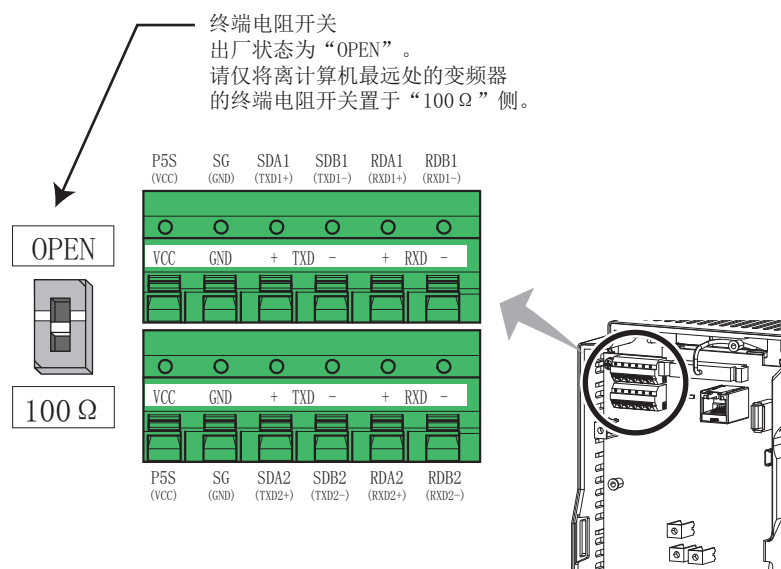 终端电阻开关
出厂状态为“OPEN”。
请仅将离计算机最远处的变频器
的终端电阻开关置于“100Ω”侧。
P5S SG SDA1 SDB1 RDA1 RDB1
(VCC) (GND) (TXD1+) (TXD1-) (RXD1+) (RXD1-)
OPEN
VCC GND + TXD - + RXD -
VCC GND + TXD - + RXD -
100Ω
P5S SG SDA2 SDB2 RDA2 RDB2
(VCC) (GND) (TXD2+) (TXD2-) (RXD2+) (RXD2-)